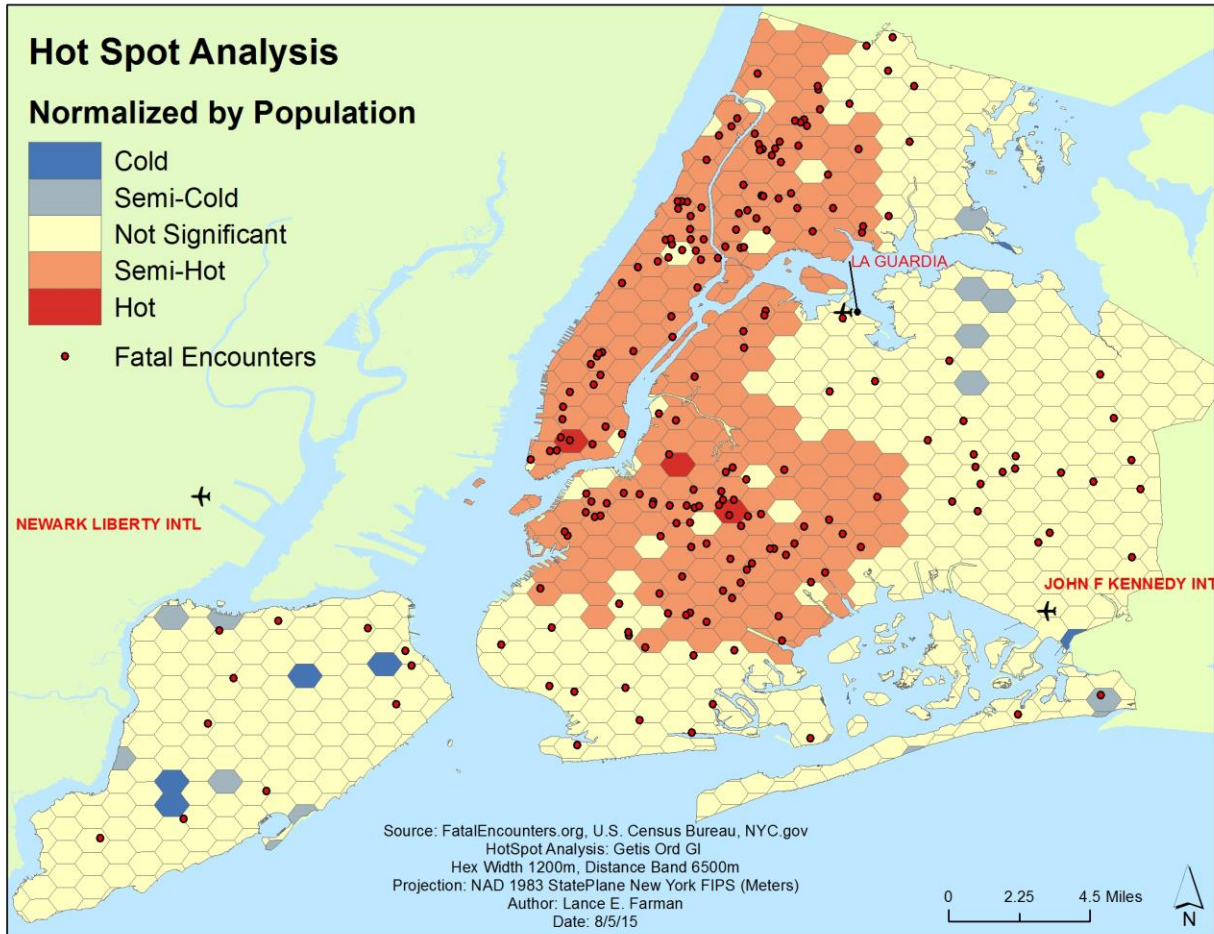 Hot Spot Analysis
Normalized by Population
Cold
Semi-Cold
Not Significant
Semi-Hot
Hot
Fatal Encounters
LA GUARDIA
NEWARK LIBERTY INTL
JOHN F KENNEDY INT
Source: FatalEncounters.org, U.S. Census Bureau, NYC.gov
HotSpot Analysis: Getis Ord GI
Hex Width 1200m, Distance Band 6500m
Projection: NAD 1983 StatePlane New York FIPS (Meters)
Author: Lance E. Farman
Date: 8/5/15
0 2.25 4.5 Miles
N